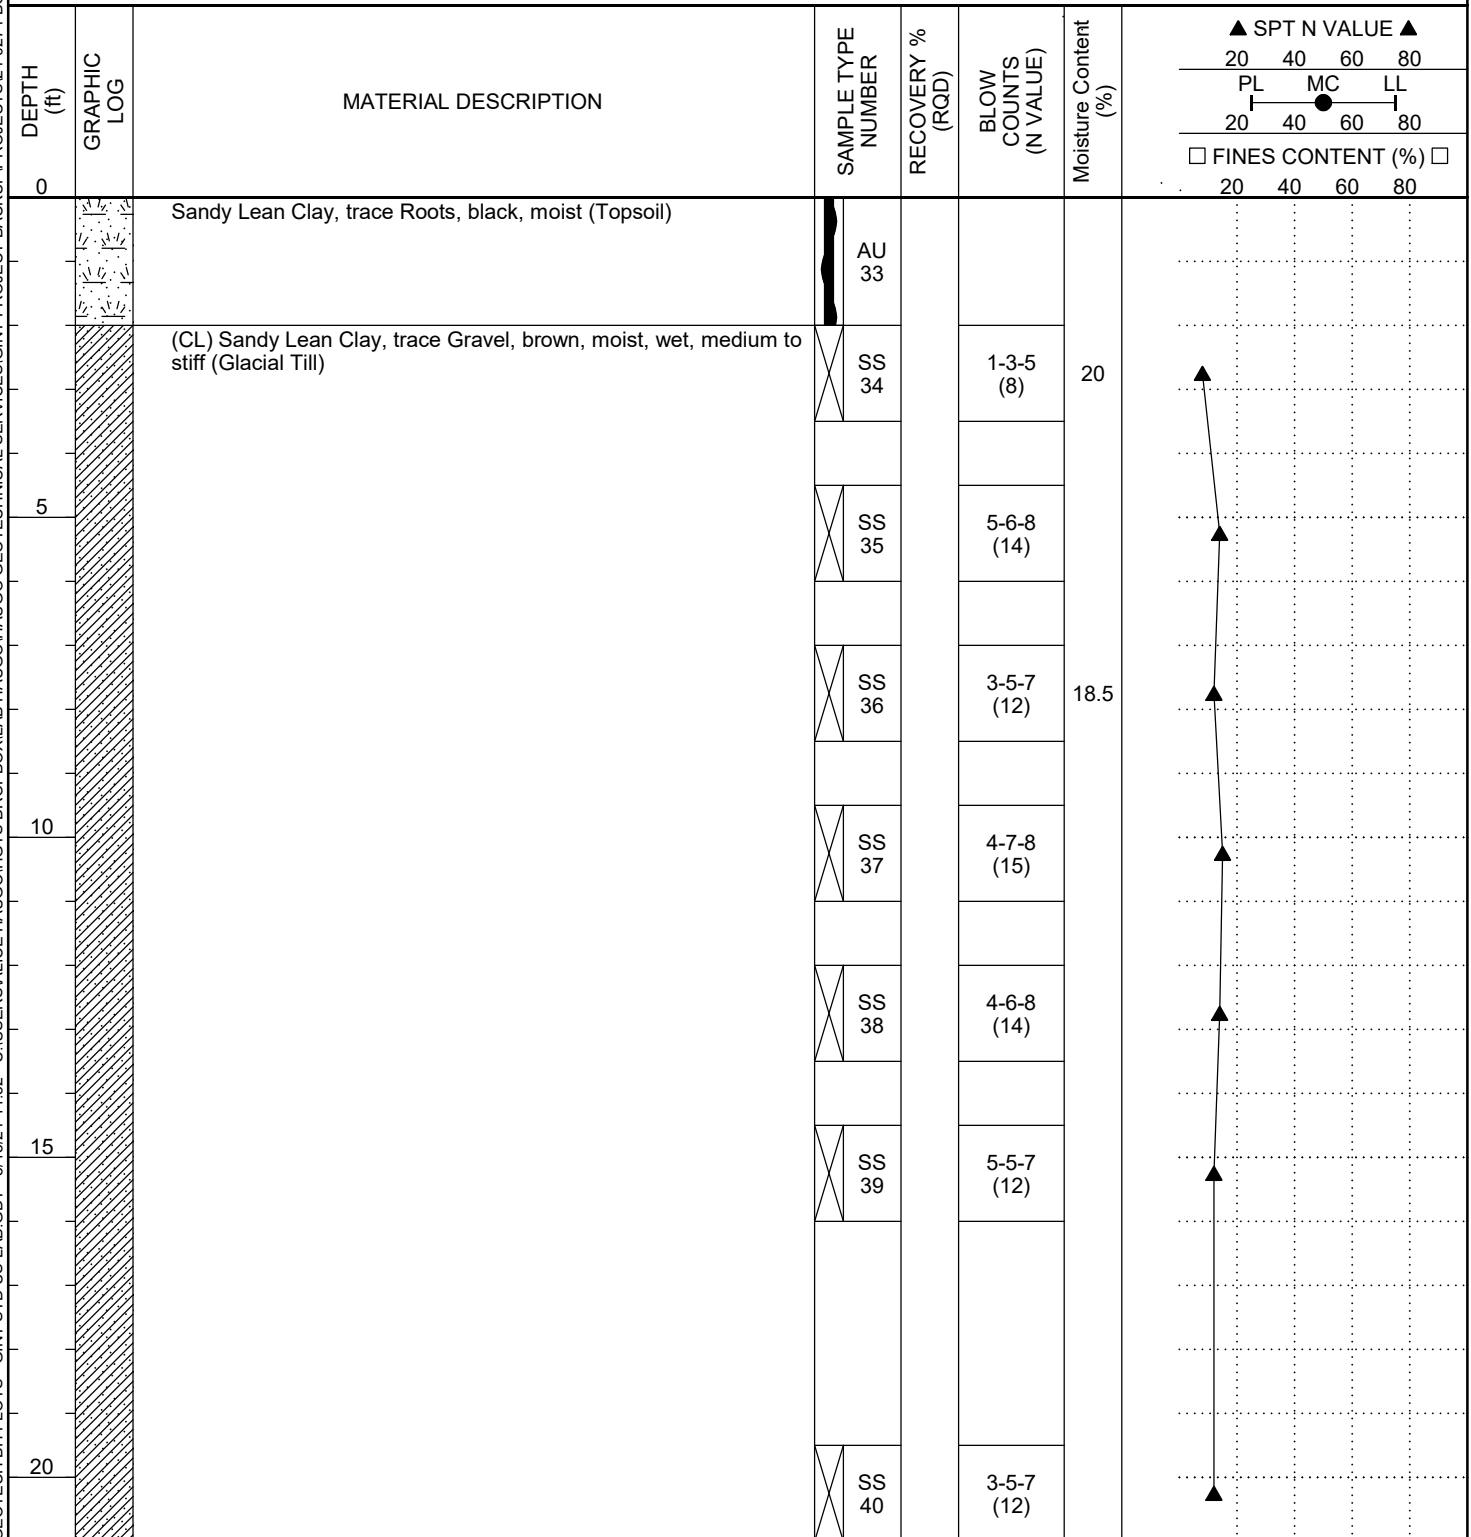 DEPTH
(ft)
GRAPHIC
LOG
MATERIAL DESCRIPTION
SAMPLE TYPE
NUMBER
RECOVERY %
(RQD)
BLOW
COUNTS
(N VALUE)
Moisture Content
(%)
▲ SPT N VALUE ▲
20 40 60 80
PL MC LL
20 40 60 80
□ FINES CONTENT (%) □
20 40 60 80
0
Sandy Lean Clay, trace Roots, black, moist (Topsoil)
AU
33
(CL) Sandy Lean Clay, trace Gravel, brown, moist, wet, medium to
stiff (Glacial Till)
SS
34
1-3-5
(8)
20
5
SS
35
5-6-8
(14)
SS
36
3-5-7
(12)
18.5
10
SS
37
4-7-8
(15)
SS
38
4-6-8
(14)
15
SS
39
5-5-7
(12)
20
SS
40
3-5-7
(12)